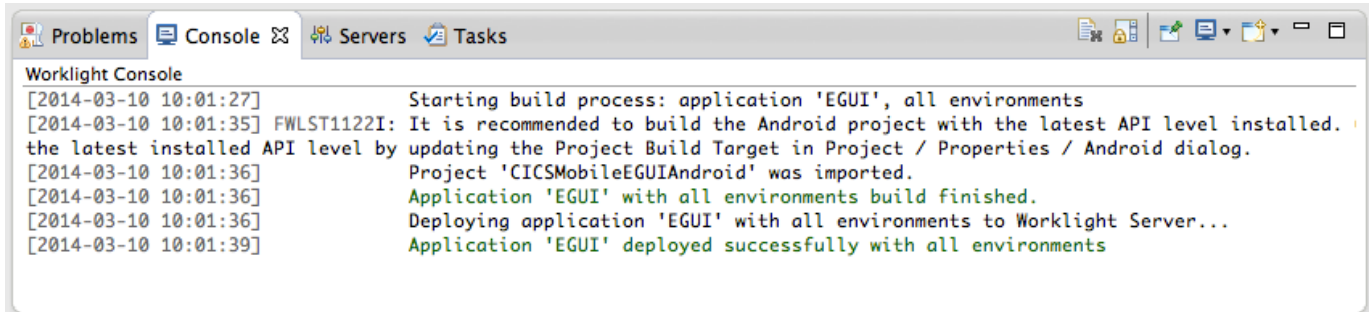 Problems Console Servers Tasks
Worklight Console
[2014-03-10 10:01:27] Starting build process: application 'EGUI', all environments
[2014-03-10 10:01:35] FWLST1122I: It is recommended to build the Android project with the latest API level installed.
the latest installed API level by updating the Project Build Target in Project / Properties / Android dialog.
[2014-03-10 10:01:36] Project 'CICSMobileEGUIAndroid' was imported.
[2014-03-10 10:01:36] Application 'EGUI' with all environments build finished.
[2014-03-10 10:01:36] Deploying application 'EGUI' with all environments to Worklight Server...
[2014-03-10 10:01:39] Application 'EGUI' deployed successfully with all environments